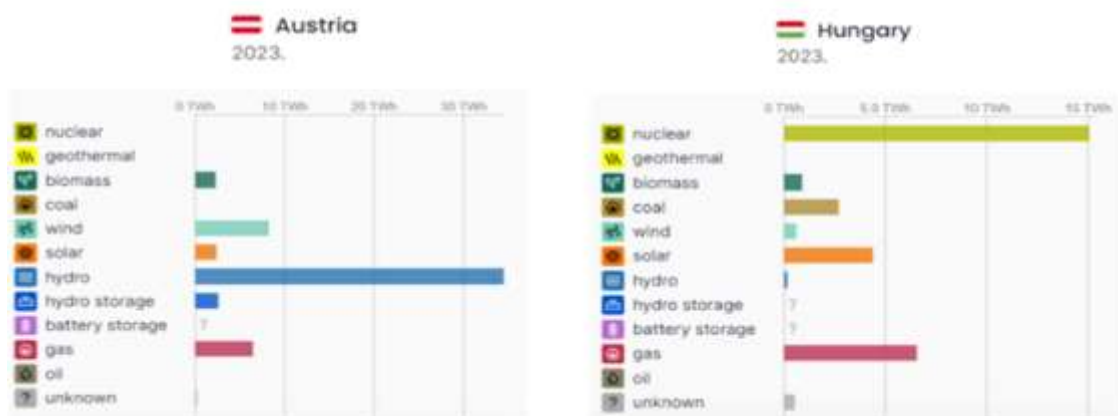 Austria
2023.
0 TWh 10 TWh 20 TWh 30 TWh
nuclear
geothermal
biomass
coal
wind
solar
hydro
hydro storage
battery storage ?
gas
oil
? unknown
Hungary
2023.
0 TWh 5.0 TWh 10 TWh 15 TWh
nuclear
geothermal
biomass
coal
wind
solar
hydro
hydro storage ?
battery storage ?
gas
oil
? unknown